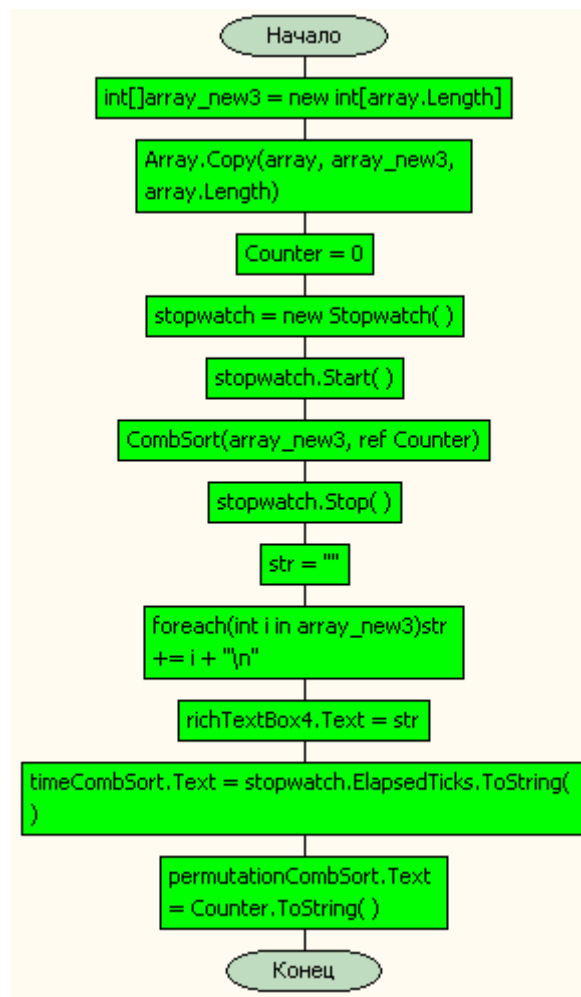 Начало
int[]array_new3 = new int[array.Length]
Array.Copy(array, array_new3,
array.Length)
Counter = 0
stopwatch = new Stopwatch( )
stopwatch.Start( )
CombSort(array_new3, ref Counter)
stopwatch.Stop( )
str = ""
foreach(int i in array_new3)str
+= i + "\n"
richTextBox4.Text = str
timeCombSort.Text = stopwatch.ElapsedTicks.ToString(
)
permutationCombSort.Text
= Counter.ToString( )
Конец